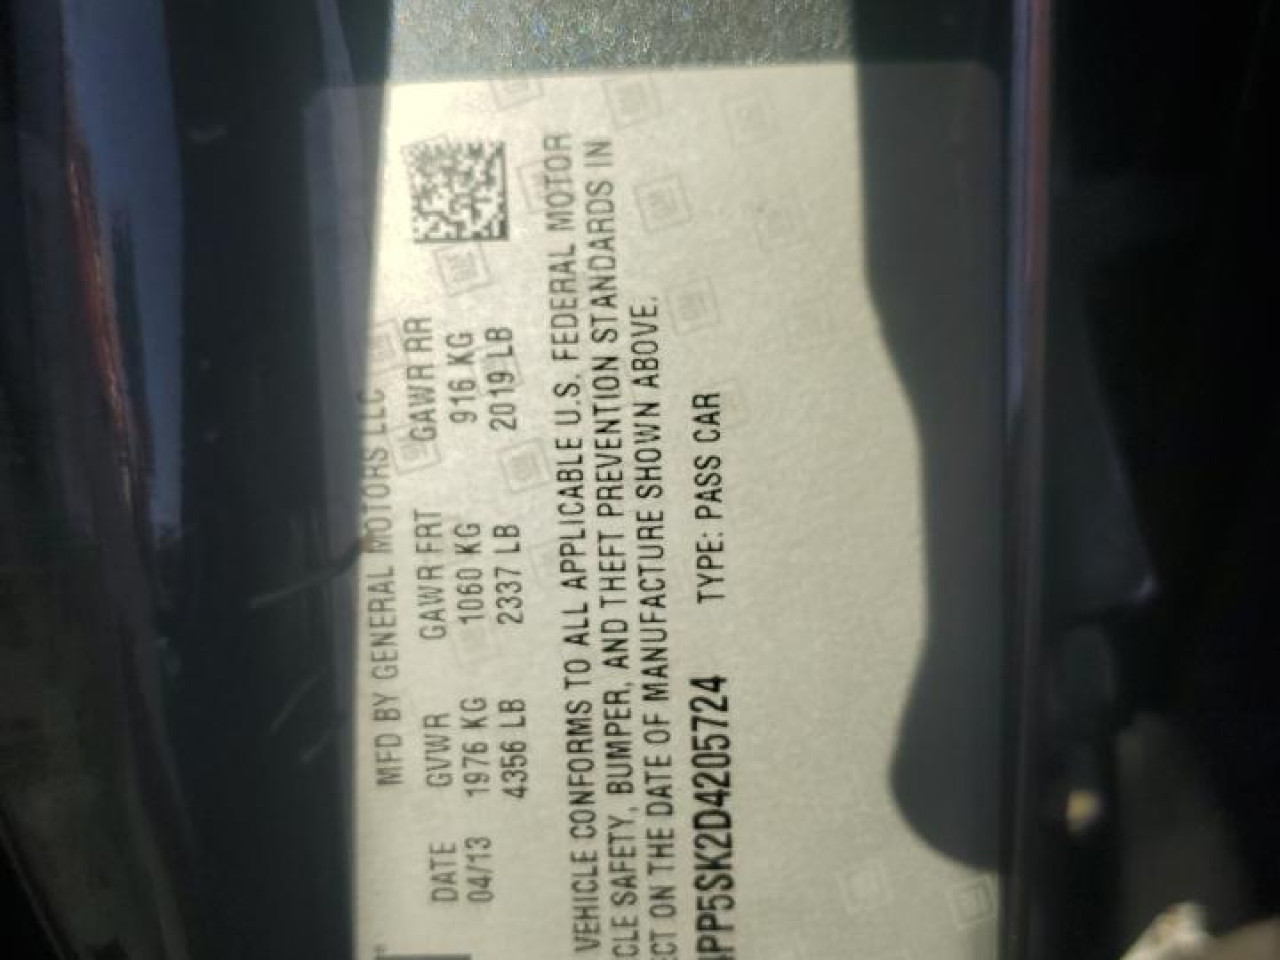 MFD BY GENERAL MOTORS LLC
DATE GVWR GAWR FRT GAWR RR
04/13 1976 KG 1060 KG 916 KG
4356 LB 2337 LB 2019 LB
VEHICLE CONFORMS TO ALL APPLICABLE U.S. FEDERAL MOTOR
CLE SAFETY, BUMPER, AND THEFT PREVENTION STANDARDS IN
CT ON THE DATE OF MANUFACTURE SHOWN ABOVE.
PP5SK2D4205724 TYPE: PASS CAR